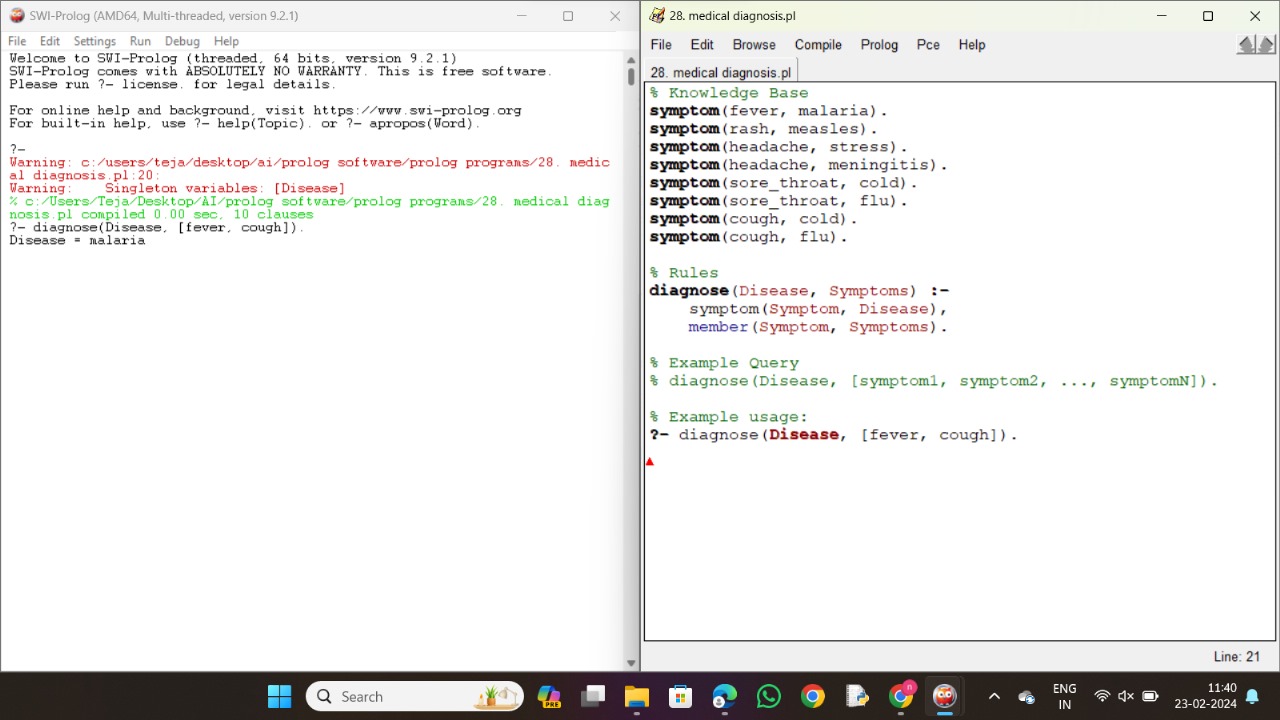 SWI-Prolog (AMD64, Multi-threaded, version 9.2.1)
File Edit Settings Run Debug Help
Welcome to SWI-Prolog (threaded, 64 bits, version 9.2.1)
SWI-Prolog comes with ABSOLUTELY NO WARRANTY. This is free software.
Please run ?- license. for legal details.
For online help and background, visit https://www.swi-prolog.org
For built-in help, use ?- help(Topic). or ?- apropos(Word).
?-
Warning: c:/users/teja/desktop/ai/prolog software/prolog programs/28. medic
al diagnosis.pl:20:
Warning:    Singleton variables: [Disease]
% c:/Users/Teja/Desktop/AI/prolog software/prolog programs/28. medical diag
nosis.pl compiled 0.00 sec, 10 clauses
?- diagnose(Disease, [fever, cough]).
Disease = malaria
28. medical diagnosis.pl
File Edit Browse Compile Prolog Pce Help
28. medical diagnosis.pl
% Knowledge Base
symptom(fever, malaria).
symptom(rash, measles).
symptom(headache, stress).
symptom(headache, meningitis).
symptom(sore_throat, cold).
symptom(sore_throat, flu).
symptom(cough, cold).
symptom(cough, flu).
% Rules
diagnose(Disease, Symptoms) :-
    symptom(Symptom, Disease),
    member(Symptom, Symptoms).
% Example Query
% diagnose(Disease, [symptom1, symptom2, ..., symptomN]).
% Example usage:
?- diagnose(Disease, [fever, cough]).
Line: 21
Search
PRE
n
ENG
IN
11:40
23-02-2024